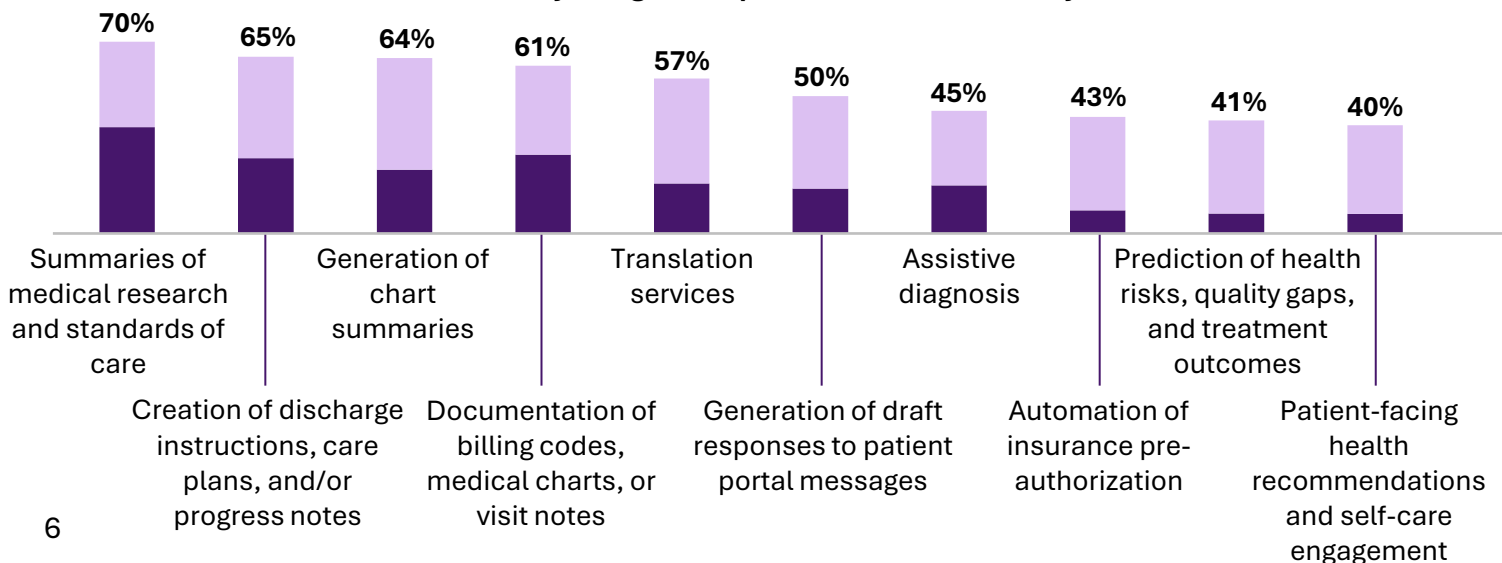 70%
65%
64%
61%
57%
50%
45%
43%
41%
40%
Summaries of
medical research
and standards of
care
Creation of discharge
instructions, care
plans, and/or
progress notes
Generation of
chart
summaries
Documentation of
billing codes,
medical charts, or
visit notes
Translation
services
Generation of draft
responses to patient
portal messages
Assistive
diagnosis
Automation of
insurance pre-
authorization
Prediction of health
risks, quality gaps,
and treatment
outcomes
Patient-facing
health
recommendations
and self-care
engagement
6